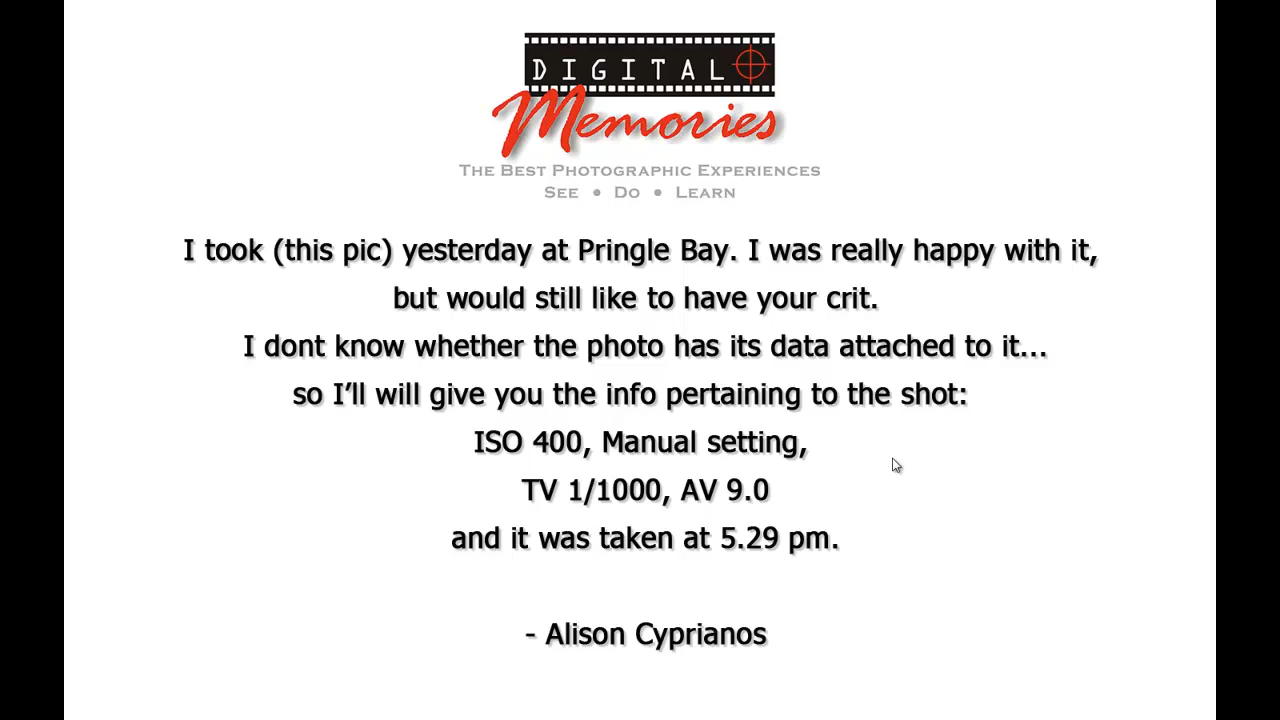 DIGITAL
Memories
THE BEST PHOTOGRAPHIC EXPERIENCES
SEE • DO • LEARN
I took (this pic) yesterday at Pringle Bay. I was really happy with it,
but would still like to have your crit.
I dont know whether the photo has its data attached to it...
so I’ll will give you the info pertaining to the shot:
ISO 400, Manual setting,
TV 1/1000, AV 9.0
and it was taken at 5.29 pm.
- Alison Cyprianos